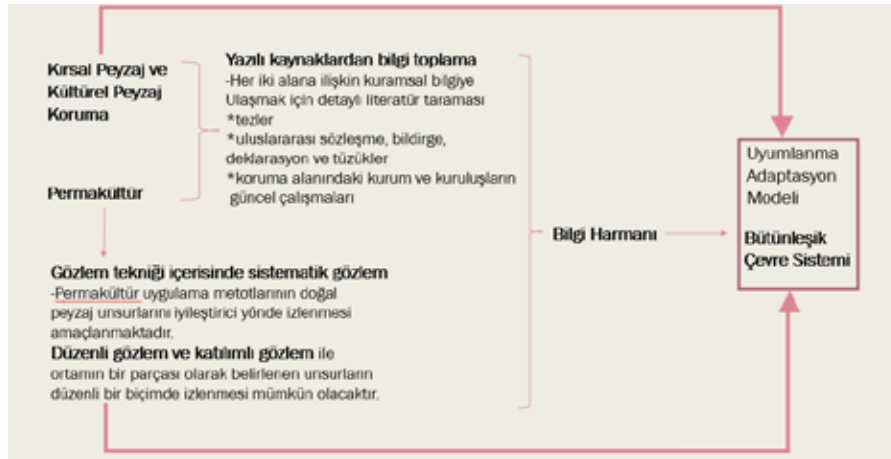 Kırsal Peyzaj ve
Kültürel Peyzaj
Koruma
Permakültür
Yazılı kaynaklardan bilgi toplama
-Her iki alana ilişkin kuramsal bilgiye
Ulaşmak için detaylı literatür taraması
*tezler
*uluslararası sözleşme, bildirge,
deklarasyon ve tüzükler
*koruma alanındaki kurum ve kuruluşların
güncel çalışmaları
Gözlem tekniği içerisinde sistematik gözlem
-Permakültür uygulama metotlarının doğal
peyzaj unsurlarını iyileştirici yönde izlenmesi
amaçlanmaktadır.
Düzenli gözlem ve katılımlı gözlem ile
ortamın bir parçası olarak belirlenen unsurların
düzenli bir biçimde izlenmesi mümkün olacaktır.
Bilgi Harmanı
Uyumlanma
Adaptasyon
Modeli
Bütünleşik
Çevre Sistemi